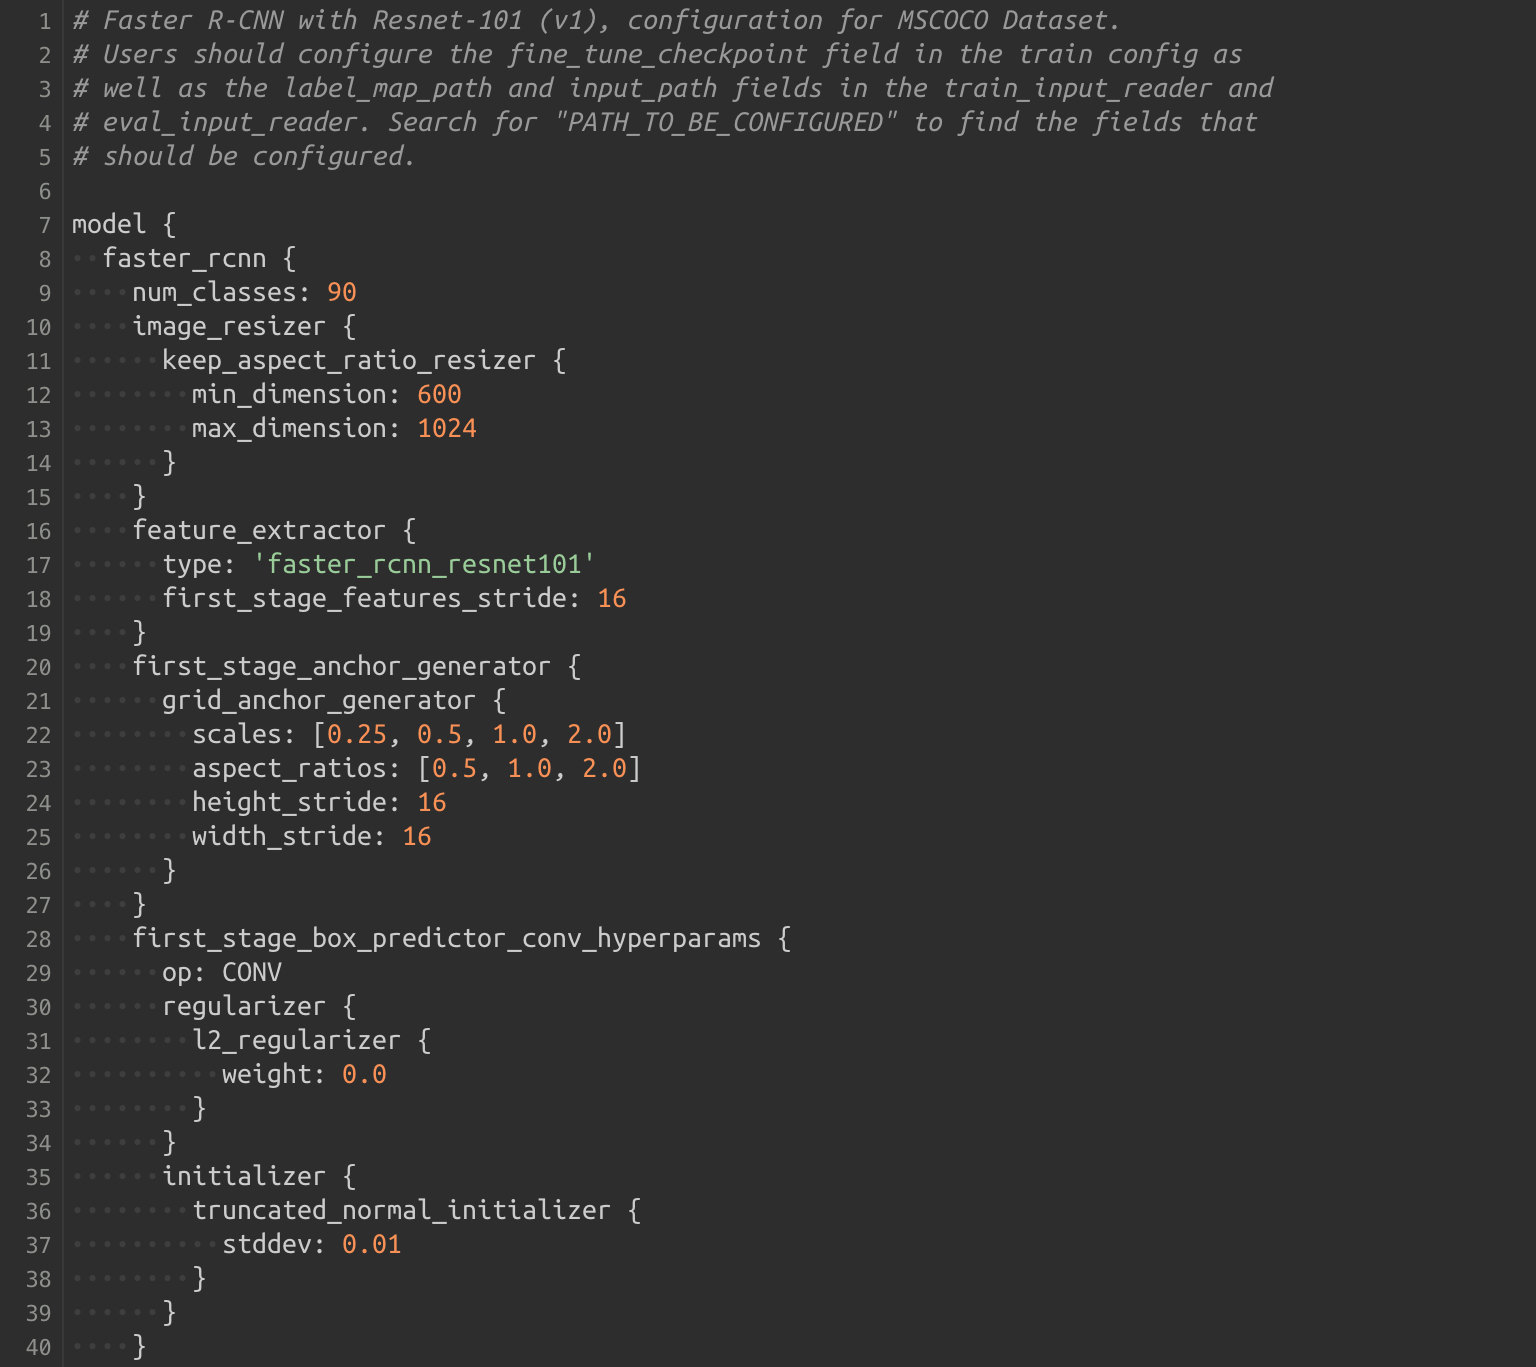 1 # Faster R-CNN with Resnet-101 (v1), configuration for MSCOCO Dataset.
2 # Users should configure the fine_tune_checkpoint field in the train config as
3 # well as the label_map_path and input_path fields in the train_input_reader and
4 # eval_input_reader. Search for "PATH_TO_BE_CONFIGURED" to find the fields that
5 # should be configured.
6
7 model {
8   faster_rcnn {
9     num_classes: 90
10     image_resizer {
11       keep_aspect_ratio_resizer {
12         min_dimension: 600
13         max_dimension: 1024
14       }
15     }
16     feature_extractor {
17       type: 'faster_rcnn_resnet101'
18       first_stage_features_stride: 16
19     }
20     first_stage_anchor_generator {
21       grid_anchor_generator {
22         scales: [0.25, 0.5, 1.0, 2.0]
23         aspect_ratios: [0.5, 1.0, 2.0]
24         height_stride: 16
25         width_stride: 16
26       }
27     }
28     first_stage_box_predictor_conv_hyperparams {
29       op: CONV
30       regularizer {
31         l2_regularizer {
32           weight: 0.0
33         }
34       }
35       initializer {
36         truncated_normal_initializer {
37           stddev: 0.01
38         }
39       }
40     }